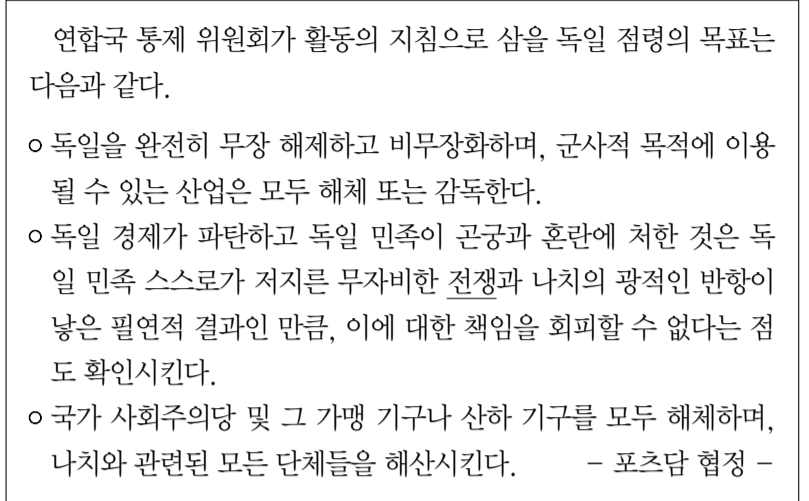 연합국 통제 위원회가 활동의 지침으로 삼을 독일 점령의 목표는
다음과 같다.
○ 독일을 완전히 무장 해제하고 비무장화하며, 군사적 목적에 이용
될 수 있는 산업은 모두 해체 또는 감독한다.
○ 독일 경제가 파탄하고 독일 민족이 곤궁과 혼란에 처한 것은 독
일 민족 스스로가 저지른 무자비한 전쟁과 나치의 광적인 반항이
낳은 필연적 결과인 만큼, 이에 대한 책임을 회피할 수 없다는 점
도 확인시킨다.
○ 국가 사회주의당 및 그 가맹 기구나 산하 기구를 모두 해체하며,
나치와 관련된 모든 단체들을 해산시킨다. - 포츠담 협정 -